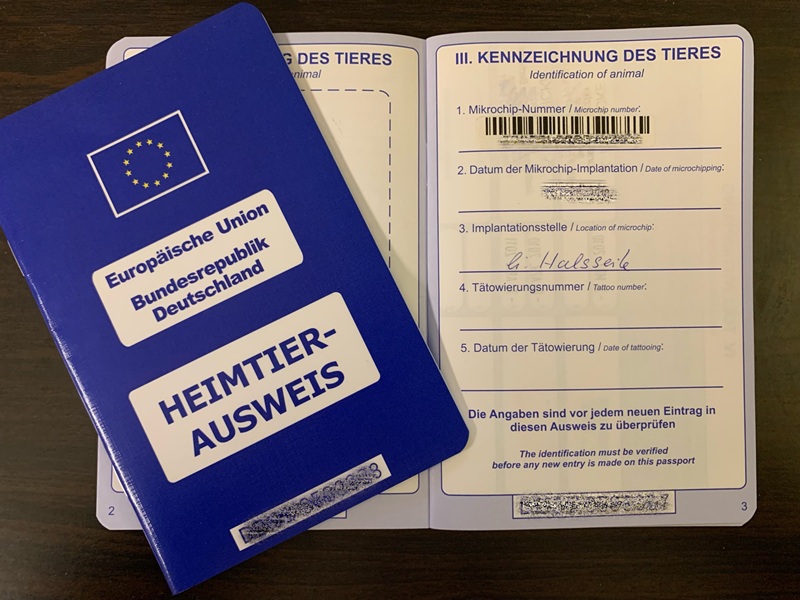 Europäische Union
Bundesrepublik
Deutschland
HEIMTIER-
AUSWEIS
3
G DES TIERES
animal
2
III. KENNZEICHNUNG DES TIERES
Identification of animal
1. Mikrochip-Nummer / Microchip number:
2. Datum der Mikrochip-Implantation / Date of microchipping:
3. Implantationsstelle / Location of microchip:
li. Halsseite
4. Tätowierungsnummer / Tattoo number:
5. Datum der Tätowierung / Date of tattooing:
Die Angaben sind vor jedem neuen Eintrag in
diesen Ausweis zu überprüfen
The identification must be verified
before any new entry is made on this passport
7
3